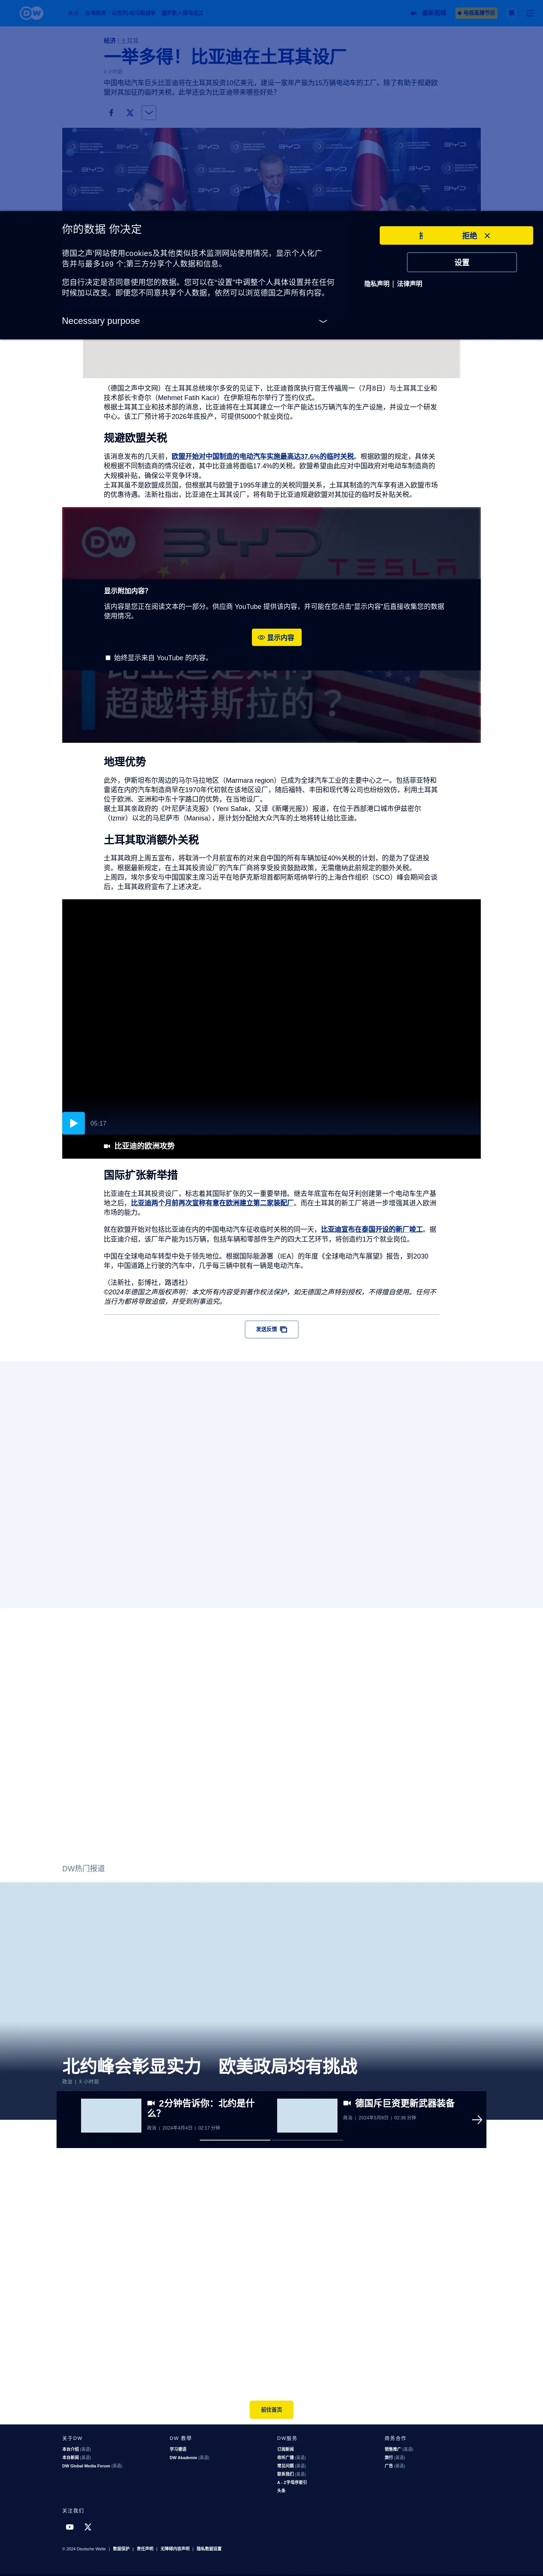 DW
最新视频
电视直播节目
经济 | 土耳其
一举多得！比亚迪在土耳其设厂
中国电动汽车巨头比亚迪将在土耳其投资10亿美元，建设一家年产能为15万辆电动车的工厂。除了有助于规避欧盟对其加征的临时关税，此举还会为比亚迪带来哪些好处？
你的数据 你决定
德国之声'网站使用cookies及其他类似技术监测网站使用情况，显示个人化广告并与最多169 个;第三方分享个人数据和信息。
您自行决定是否同意使用您的数据。您可以在"设置"中调整个人具体设置并在任何时候加以改变。即便您不同意共享个人数据，依然可以浏览德国之声所有内容。
Necessary purpose
拒绝
设置
隐私声明 | 法律声明
（德国之声中文网）在土耳其总统埃尔多安的见证下，比亚迪首席执行官王传福周一（7月8日）与土耳其工业和技术部长卡奇尔（Mehmet Fatih Kacir）在伊斯坦布尔举行了签约仪式。
根据土耳其工业和技术部的消息，比亚迪将在土耳其建立一个年产能达15万辆汽车的生产设施，并设立一个研发中心。该工厂预计将于2026年底投产，可提供5000个就业岗位。
规避欧盟关税
该消息发布的几天前，欧盟开始对中国制造的电动汽车实施最高达37.6%的临时关税。根据欧盟的规定，具体关税根据不同制造商的情况征收，其中比亚迪将面临17.4%的关税。欧盟希望由此应对中国政府对电动车制造商的大规模补贴，确保公平竞争环境。
土耳其虽不是欧盟成员国，但根据其与欧盟于1995年建立的关税同盟关系，土耳其制造的汽车享有进入欧盟市场的优惠待遇。法新社指出，比亚迪在土耳其设厂，将有助于比亚迪规避欧盟对其加征的临时反补贴关税。
DW BYD TESLA
显示附加内容？
该内容是您正在阅读文本的一部分。供应商 YouTube 提供该内容，并可能在您点击"显示内容"后直接收集您的数据使用情况。
显示内容
始终显示来自 YouTube 的内容。
比亚迪是如何
超越特斯拉的？
地理优势
此外，伊斯坦布尔周边的马尔马拉地区（Marmara region）已成为全球汽车工业的主要中心之一。包括菲亚特和雷诺在内的汽车制造商早在1970年代初就在该地区设厂，随后福特、丰田和现代等公司也纷纷效仿，利用土耳其位于欧洲、亚洲和中东十字路口的优势，在当地设厂。
据土耳其亲政府的《叶尼萨法克报》（Yeni Safak，又译《新曙光报》）报道，在位于西部港口城市伊兹密尔（Izmir）以北的马尼萨市（Manisa），原计划分配给大众汽车的土地将转让给比亚迪。
土耳其取消额外关税
土耳其政府上周五宣布，将取消一个月前宣布的对来自中国的所有车辆加征40%关税的计划，的是为了促进投资。根据最新规定，在土耳其投资设厂的汽车厂商将享受投资鼓励政策，无需缴纳此前规定的额外关税。
上周四，埃尔多安与中国国家主席习近平在哈萨克斯坦首都阿斯塔纳举行的上海合作组织（SCO）峰会期间会谈后，土耳其政府宣布了上述决定。
05:17
比亚迪的欧洲攻势
国际扩张新举措
比亚迪在土耳其投资设厂，标志着其国际扩张的又一重要举措。继去年底宣布在匈牙利创建第一个电动车生产基地之后，比亚迪两个月前再次宣称有意在欧洲建立第二家装配厂。而在土耳其的新工厂将进一步增强其进入欧洲市场的能力。
就在欧盟开始对包括比亚迪在内的中国电动汽车征收临时关税的同一天，比亚迪宣布在泰国开设的新厂竣工。据比亚迪介绍，该厂年产能为15万辆，包括车辆和零部件生产的四大工艺环节，将创造约1万个就业岗位。
中国在全球电动车转型中处于领先地位。根据国际能源署（IEA）的年度《全球电动汽车展望》报告，到2030年，中国道路上行驶的汽车中，几乎每三辆中就有一辆是电动汽车。
（法新社，彭博社，路透社）
©2024年德国之声版权声明：本文所有内容受到著作权法保护，如无德国之声特别授权，不得擅自使用。任何不当行为都将导致追偿，并受到刑事追究。
发送反馈
DW热门报道
北约峰会彰显实力　欧美政局均有挑战
2分钟告诉你：北约是什么？
政治 | 2024年4月4日 | 02:17 分钟
德国斥巨资更新武器装备
政治 | 2024年5月8日 | 02:36 分钟
前往首页
关于DW
本台介绍 (英语)
本台新闻 (英语)
DW Global Media Forum (英语)
DW 教學
学习德语
DW Akademie (英语)
DW服务
订阅新闻
收听广播 (英语)
常见问题 (英语)
联系我们 (英语)
A - Z字母序索引
头条
商务合作
销售推广 (英语)
旅行 (英语)
广告 (英语)
关注我们
© 2024 Deutsche Welle | 数据保护 | 责任声明 | 无障碍内容声明 | 隐私数据设置